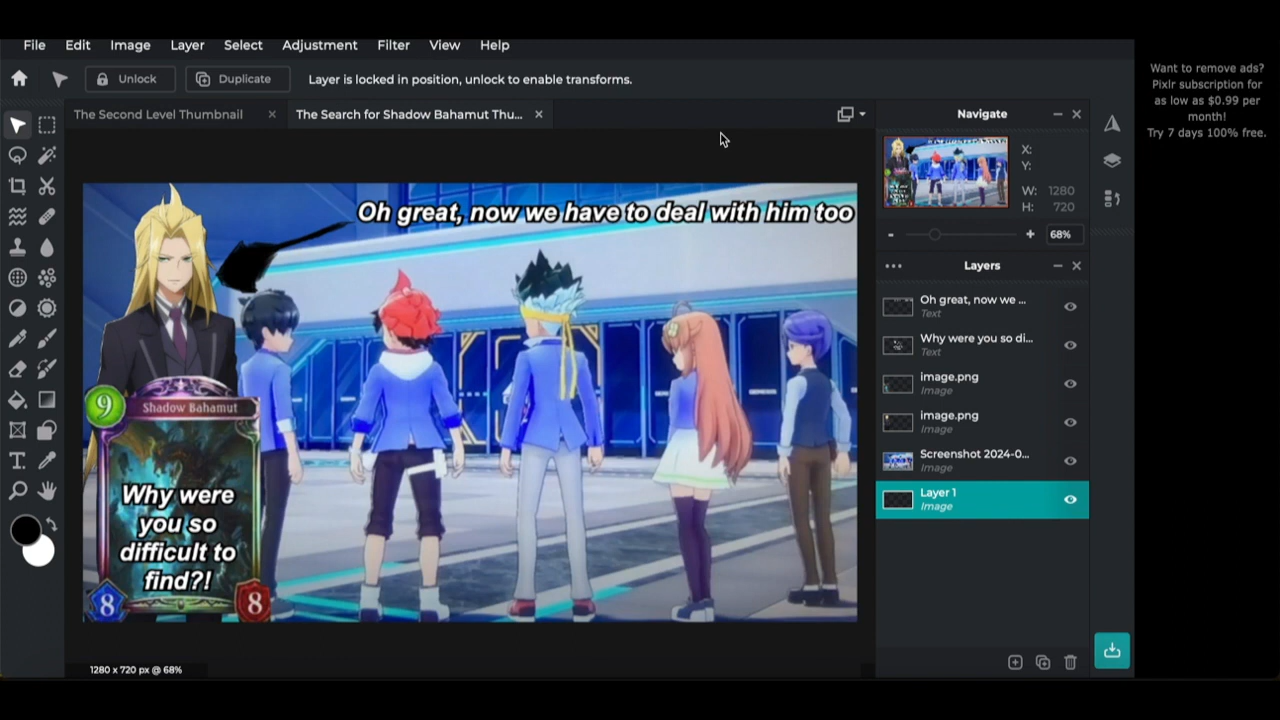 File Edit Image Layer Select Adjustment Filter View Help
Unlock Duplicate Layer is locked in position, unlock to enable transforms.
Want to remove ads?
Pixlr subscription for
as low as $0.99 per
month!
Try 7 days 100% free.
The Second Level Thumbnail
The Search for Shadow Bahamut Thu...
Navigate
X:
Y:
W: 1280
H: 720
68%
Oh great, now we have to deal with him too
9
Shadow Bahamut
Why were
you so
difficult to
find?!
8
8
Layers
Oh great, now we ...
Text
Why were you so di...
Text
image.png
Image
image.png
Image
Screenshot 2024-0...
Image
Layer 1
Image
1280 x 720 px @ 68%